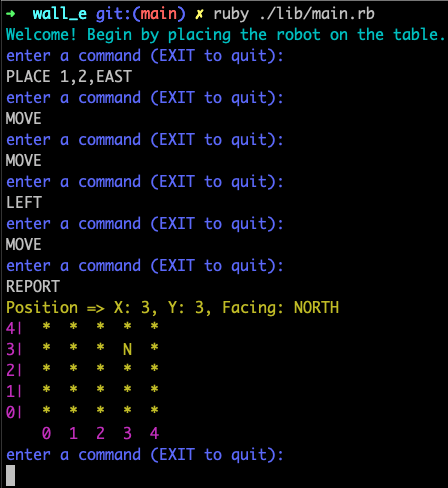 ➜  wall_e git:(main) ✗ ruby ./lib/main.rb
Welcome! Begin by placing the robot on the table.
enter a command (EXIT to quit):
PLACE 1,2,EAST
enter a command (EXIT to quit):
MOVE
enter a command (EXIT to quit):
MOVE
enter a command (EXIT to quit):
LEFT
enter a command (EXIT to quit):
MOVE
enter a command (EXIT to quit):
REPORT
Position => X: 3, Y: 3, Facing: NORTH
4|  *  *  *  *  *
3|  *  *  *  N  *
2|  *  *  *  *  *
1|  *  *  *  *  *
0|  *  *  *  *  *
    0  1  2  3  4
enter a command (EXIT to quit):